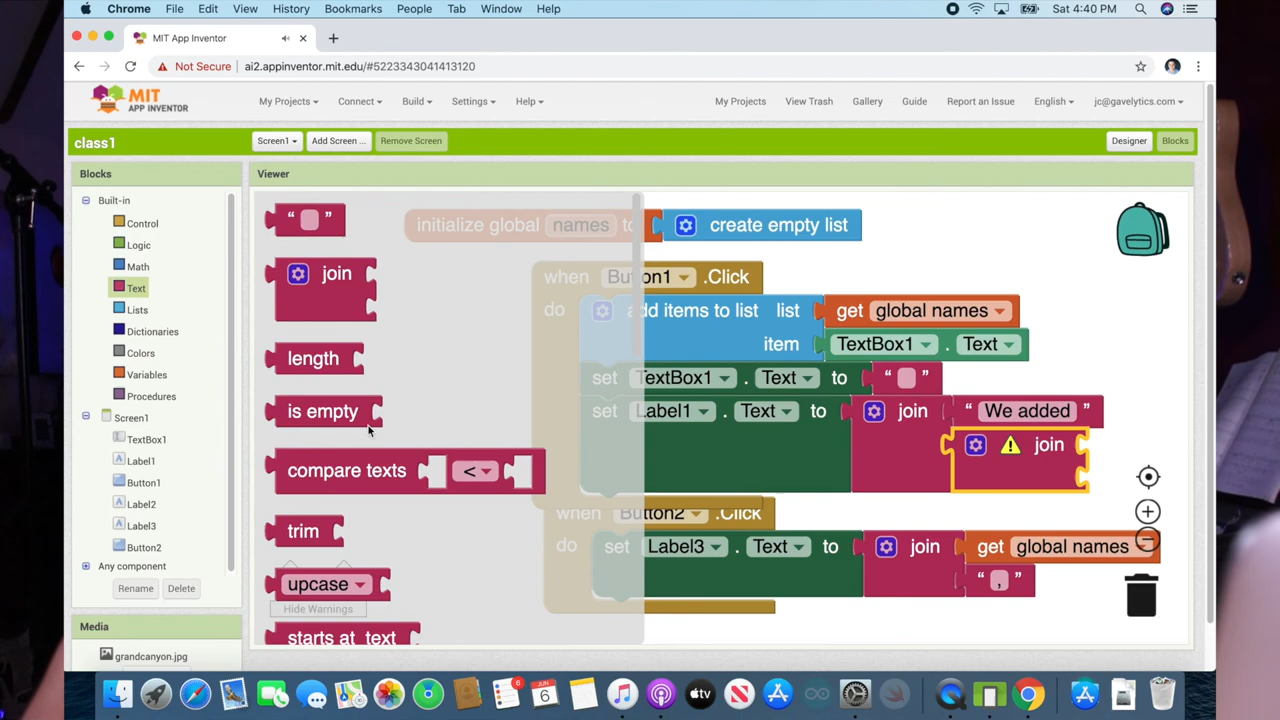 Chrome File Edit View History Bookmarks People Tab Window Help Sat 4:40 PM
MIT App Inventor
Not Secure ai2.appinventor.mit.edu/#5223343041413120
MIT
APP INVENTOR
My Projects Connect Build Settings Help My Projects View Trash Gallery Guide Report an Issue English jc@gavelytics.com
class1 Screen1 Add Screen ... Remove Screen Designer Blocks
Blocks
Viewer
Built-in
Control
Logic
Math
Text
Lists
Dictionaries
Colors
Variables
Procedures
Screen1
TextBox1
Label1
Button1
Label2
Label3
Button2
Any component
Rename Delete
Media
grandcanyon.jpg
“ ”
join
length
is empty
compare texts <
trim
upcase
Hide Warnings
starts at text
initialize global names to create empty list
when Button1 .Click
do add items to list list get global names
item TextBox1 . Text
set TextBox1 . Text to “ ”
set Label1 . Text to join “ We added ”
join
when Button2 .Click
do set Label3 . Text to join get global names
“ , ”
6
JUN
6
tv